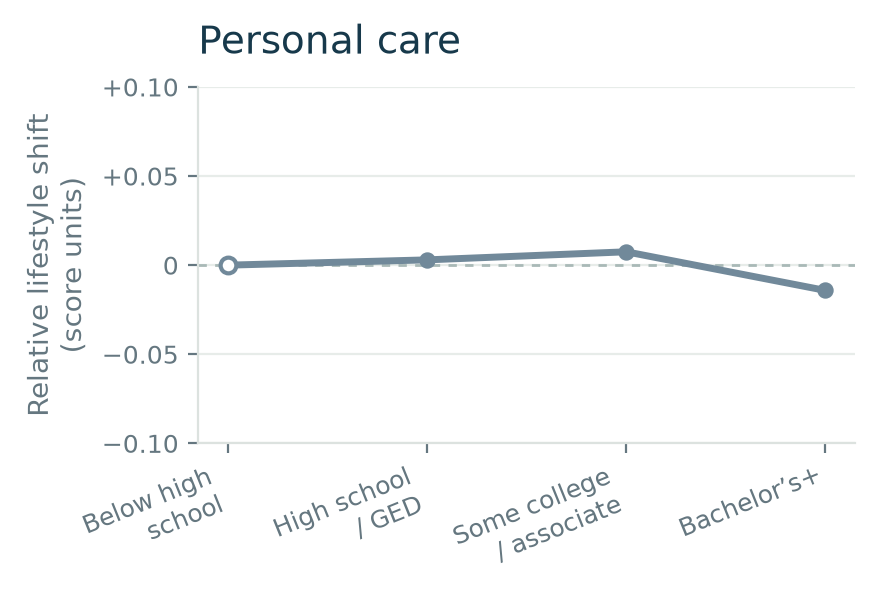 Personal care
Relative lifestyle shift
(score units)
+0.10
+0.05
0
−0.05
−0.10
Below high
school
High school
/ GED
Some college
/ associate
Bachelor’s+